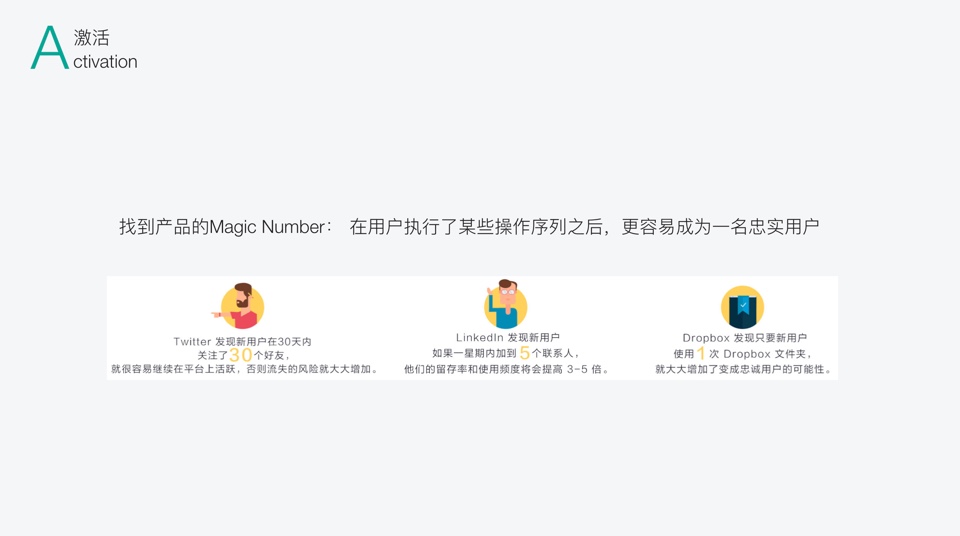 激活
Activation
找到产品的Magic Number: 在用户执行了某些操作序列之后,更容易成为一名忠实用户
Twitter 发现新用户在30天内
关注了30个好友,
就很容易继续在平台上活跃,否则流失的风险就大大增加。
LinkedIn 发现新用户
如果一星期内加到 5 个联系人,
他们的留存率和使用频度将会提高 3-5 倍。
Dropbox 发现只要新用户
使用 1 次 Dropbox 文件夹,
就大大增加了变成忠诚用户的可能性。